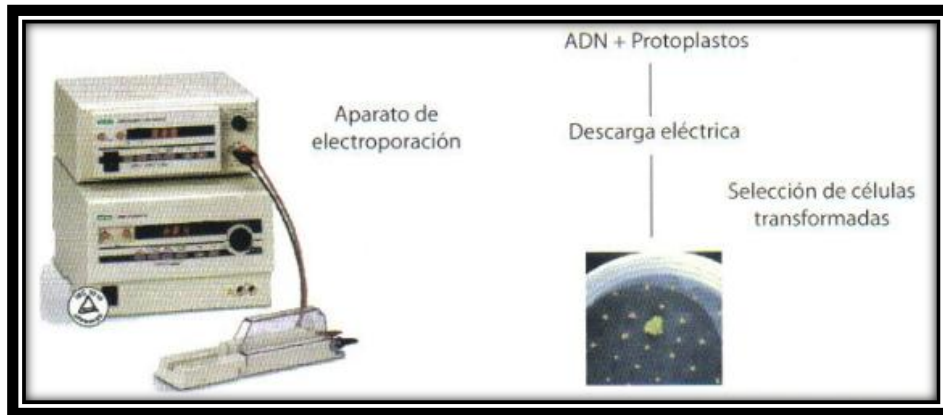 ADN + Protoplastos
Aparato de
electroporación
Descarga eléctrica
Selección de células
transformadas